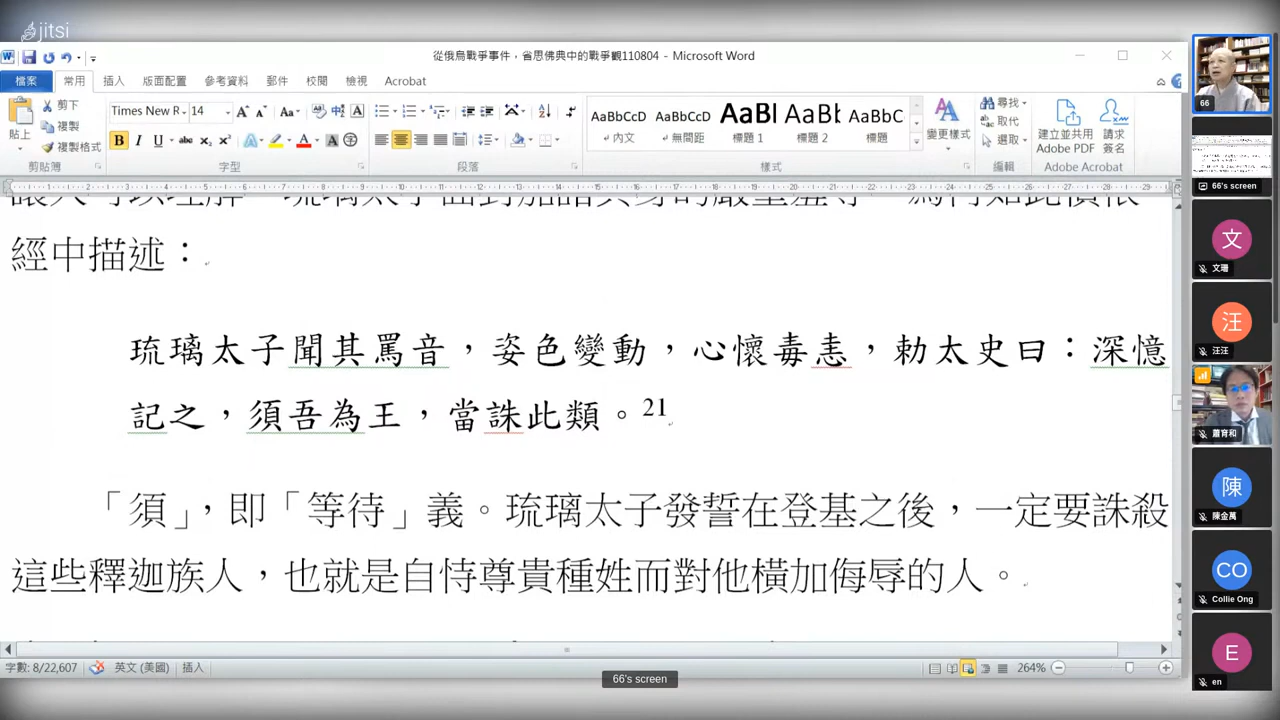 jitsi
從俄烏戰爭事件，省思佛典中的戰爭觀110804 - Microsoft Word
檔案 常用 插入 版面配置 參考資料 郵件 校閱 檢視 Acrobat
貼上 剪下 複製 複製格式 剪貼簿
Times New R 14 字型
段落
AaBbCcD 內文 AaBbCcD 無間距 AaBl 標題 1 AaBbI 標題 2 AaBbC 標題 變更樣式 樣式
尋找 取代 選取 編輯
建立並共用 Adobe PDF 請求簽名 Adobe Acrobat
經中描述：
琉璃太子聞其罵音，姿色變動，心懷毒恚，勅太史曰：深憶
記之，須吾為王，當誅此類。21
「須」，即「等待」義。琉璃太子發誓在登基之後，一定要誅殺
這些釋迦族人，也就是自恃尊貴種姓而對他橫加侮辱的人。
字數: 8/22,607 英文 (美國) 插入 264%
66's screen
66
66's screen
文
文珊
汪
汪汪
蕭育和
陳
陳金萬
CO
Collie Ong
E
en